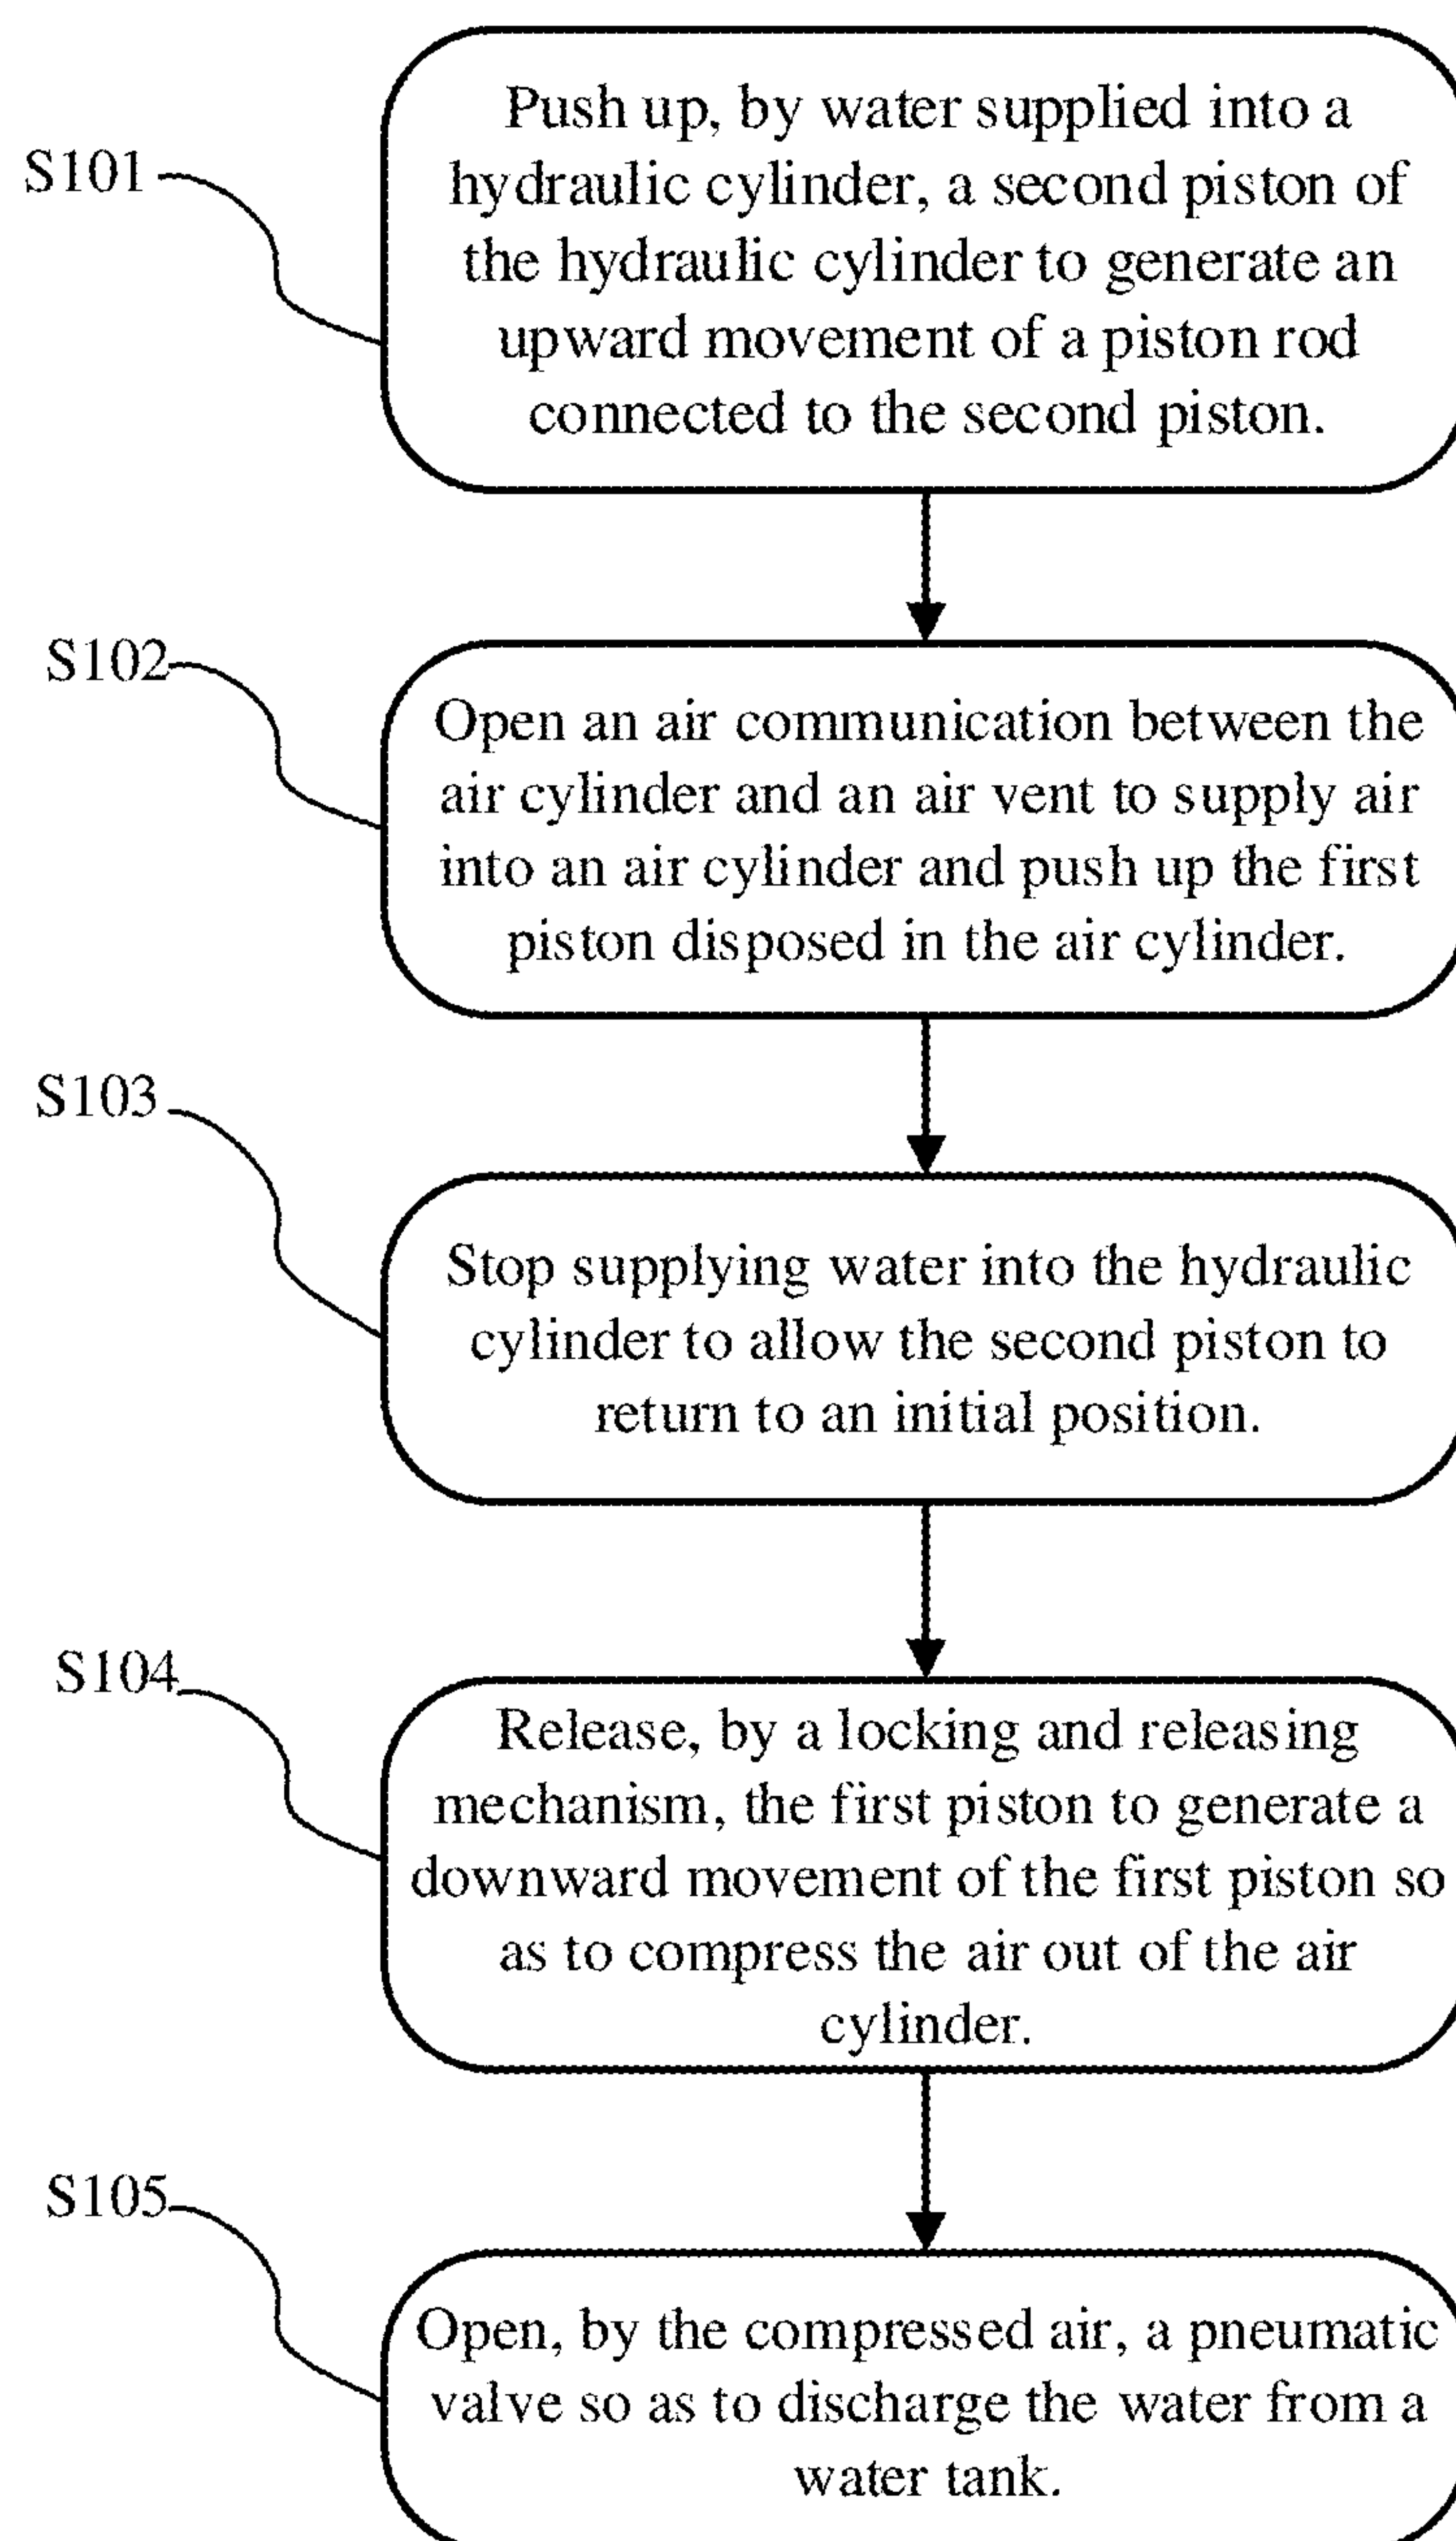 S101
Push up, by water supplied into a
hydraulic cylinder, a second piston of
the hydraulic cylinder to generate an
upward movement of a piston rod
connected to the second piston.
S102
Open an air communication between the
air cylinder and an air vent to supply air
into an air cylinder and push up the first
piston disposed in the air cylinder.
S103
Stop supplying water into the hydraulic
cylinder to allow the second piston to
return to an initial position.
S104
Release, by a locking and releasing
mechanism, the first piston to generate a
downward movement of the first piston so
as to compress the air out of the air
cylinder.
S105
Open, by the compressed air, a pneumatic
valve so as to discharge the water from a
water tank.